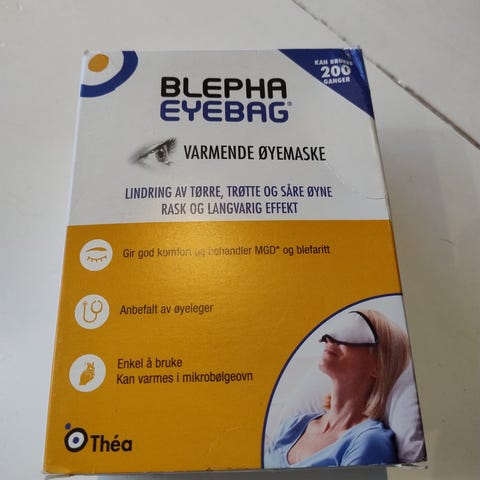 KAN BRUKES
200
GANGER
BLEPHA
EYEBAG®
VARMENDE ØYEMASKE
LINDRING AV TØRRE, TRØTTE OG SÅRE ØYNE
RASK OG LANGVARIG EFFEKT
Gir god komfort og behandler MGD* og blefaritt
Anbefalt av øyeleger
Enkel å bruke
Kan varmes i mikrobølgeovn
Théa